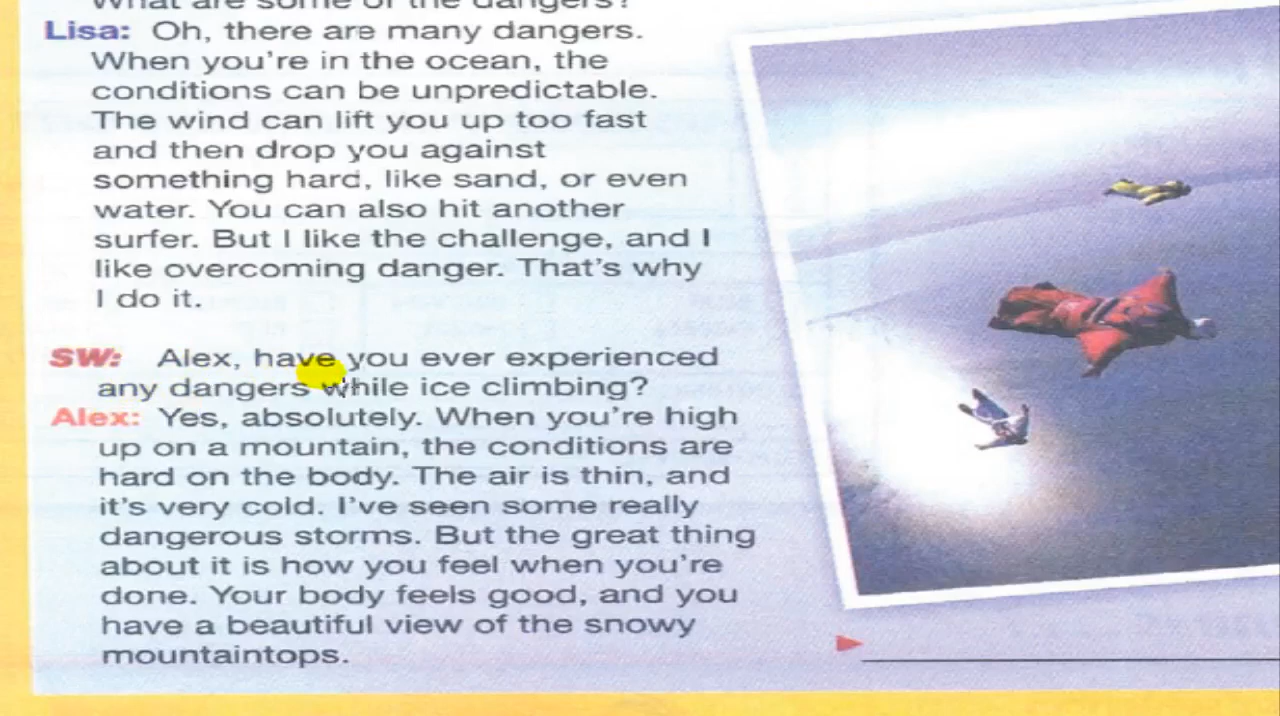 What are some of the dangers?
Lisa: Oh, there are many dangers.
When you're in the ocean, the
conditions can be unpredictable.
The wind can lift you up too fast
and then drop you against
something hard, like sand, or even
water. You can also hit another
surfer. But I like the challenge, and I
like overcoming danger. That's why
I do it.
SW: Alex, have you ever experienced
any dangers while ice climbing?
Alex: Yes, absolutely. When you're high
up on a mountain, the conditions are
hard on the body. The air is thin, and
it's very cold. I've seen some really
dangerous storms. But the great thing
about it is how you feel when you're
done. Your body feels good, and you
have a beautiful view of the snowy
mountaintops.